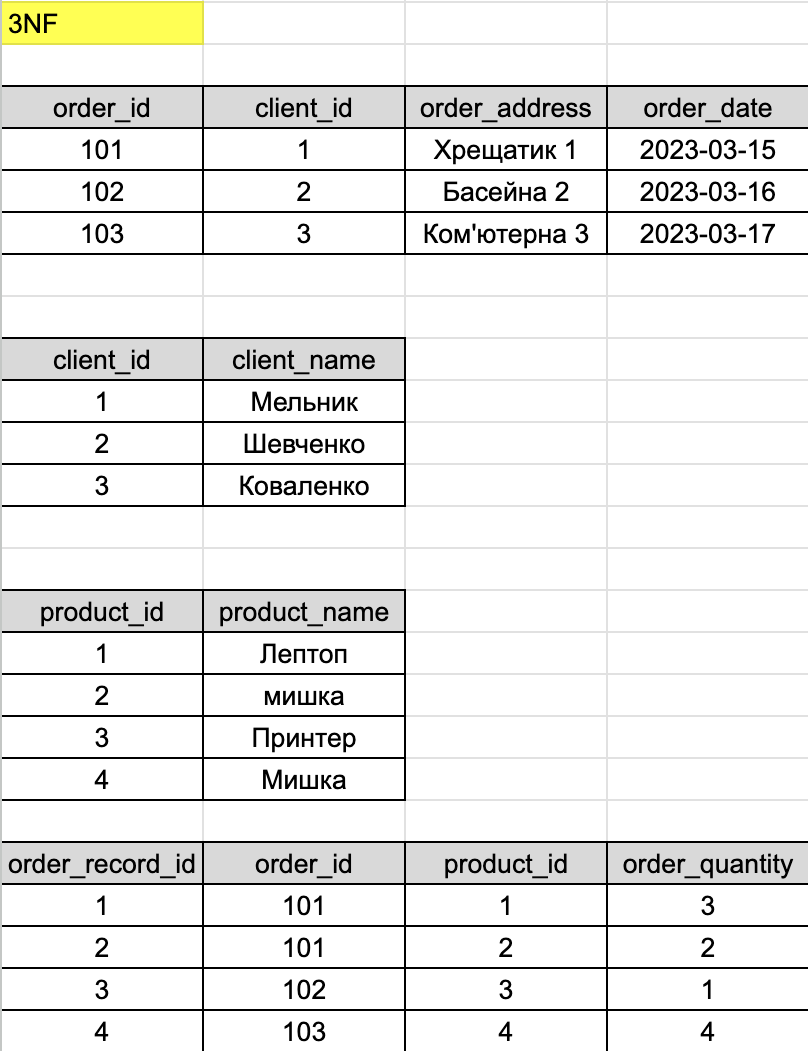 3NF
order_id client_id order_address order_date
101 1 Хрещатик 1 2023-03-15
102 2 Басейна 2 2023-03-16
103 3 Ком'ютерна 3 2023-03-17
client_id client_name
1 Мельник
2 Шевченко
3 Коваленко
product_id product_name
1 Лептоп
2 мишка
3 Принтер
4 Мишка
order_record_id order_id product_id order_quantity
1 101 1 3
2 101 2 2
3 102 3 1
4 103 4 4